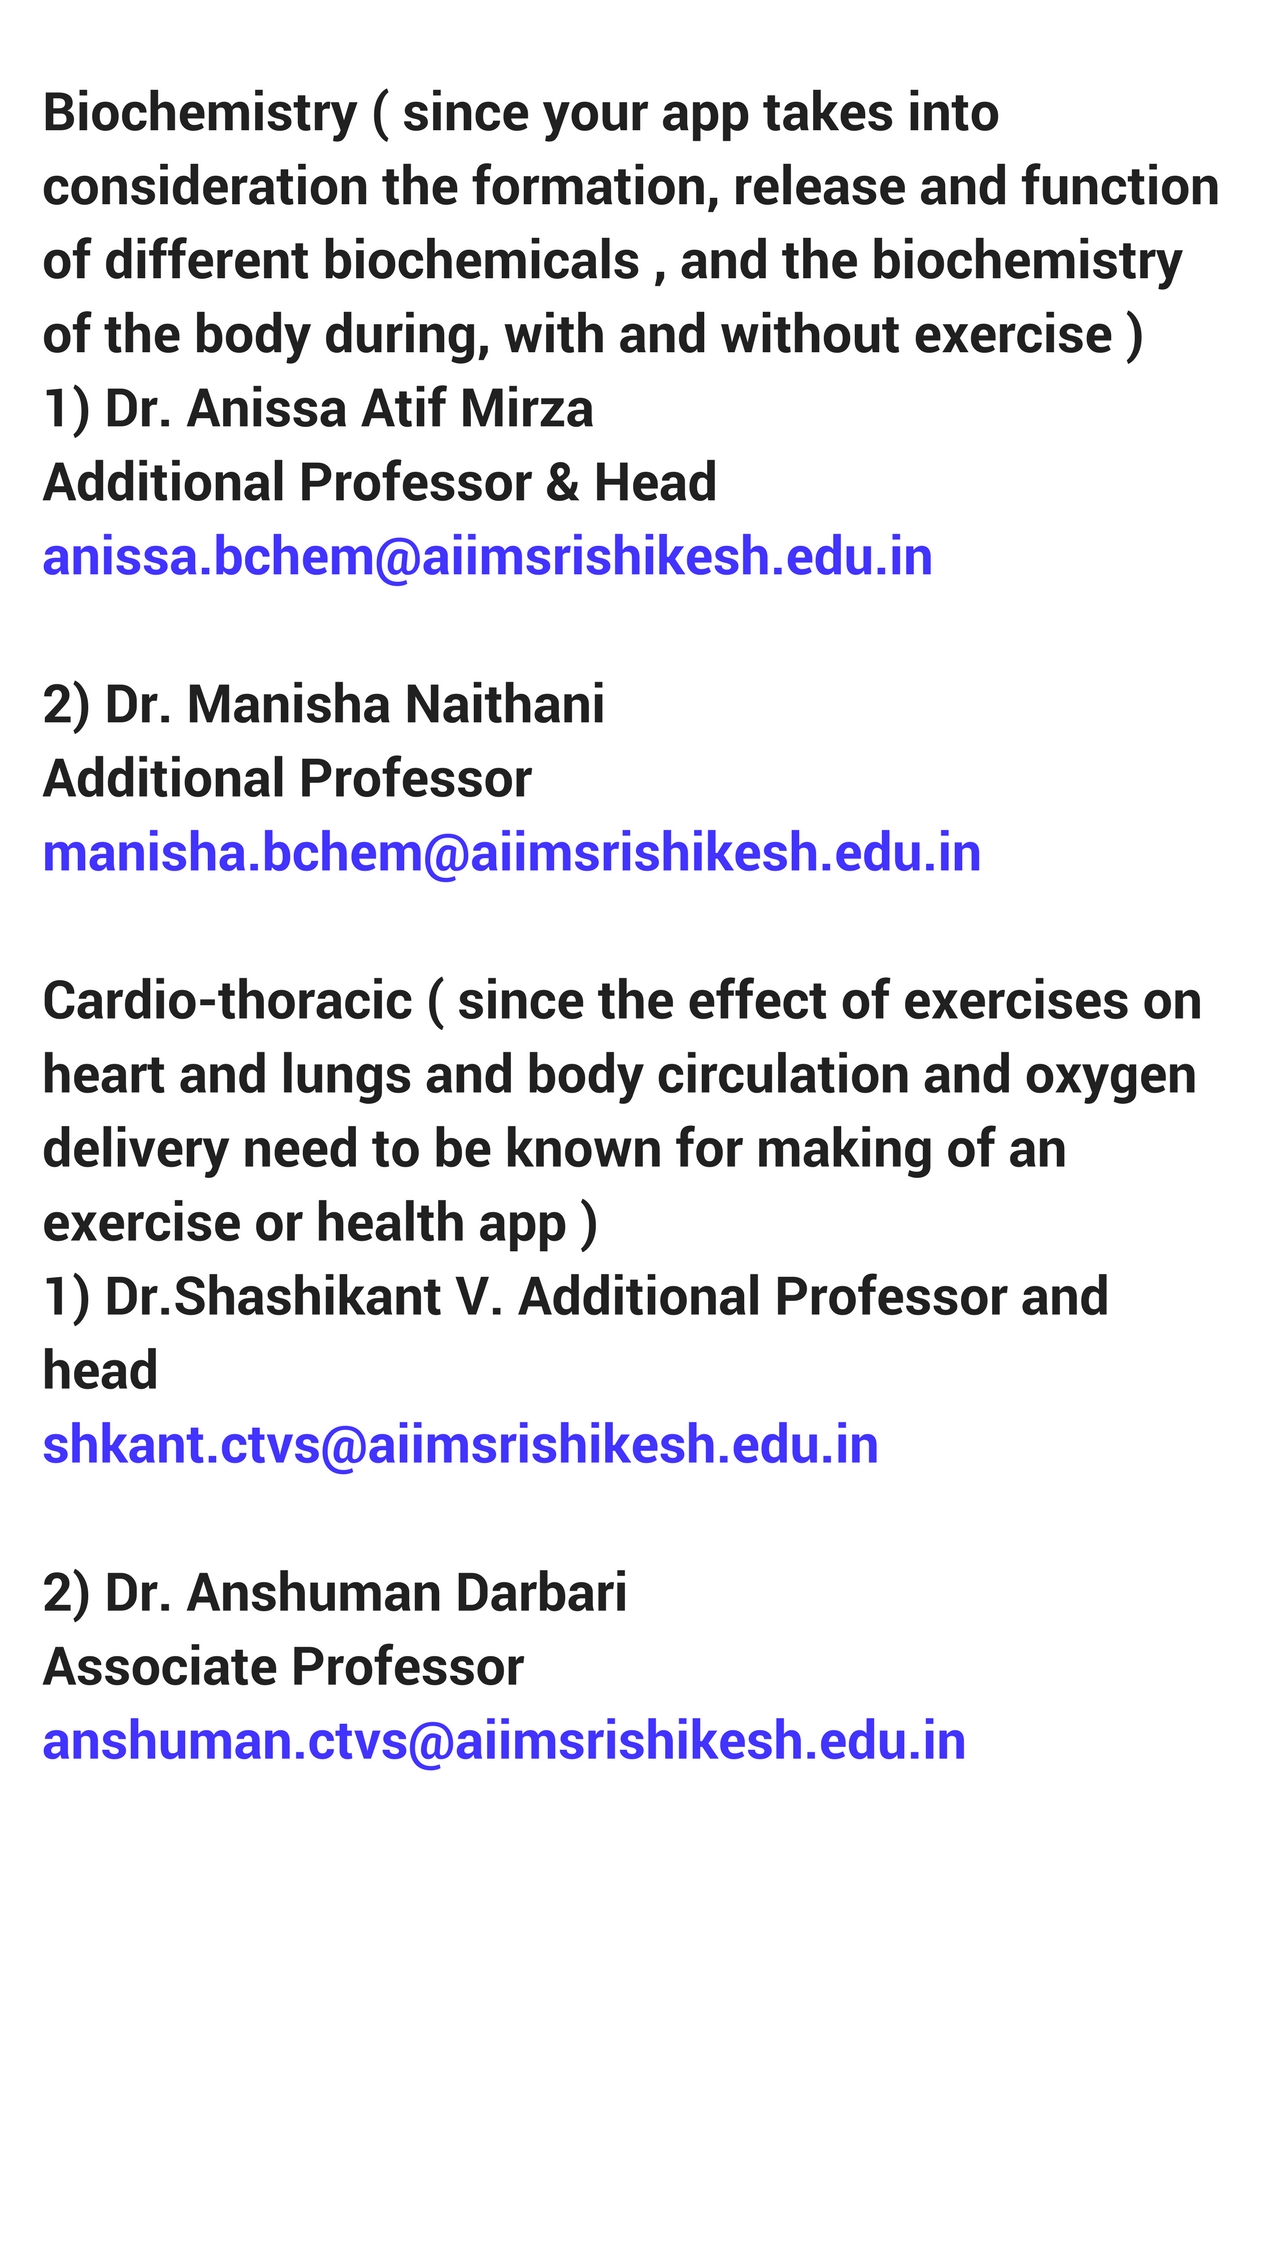 Biochemistry ( since your app takes into
consideration the formation, release and function
of different biochemicals , and the biochemistry
of the body during, with and without exercise )
1) Dr. Anissa Atif Mirza
Additional Professor & Head
anissa.bchem@aiimsrishikesh.edu.in
2) Dr. Manisha Naithani
Additional Professor
manisha.bchem@aiimsrishikesh.edu.in
Cardio-thoracic ( since the effect of exercises on
heart and lungs and body circulation and oxygen
delivery need to be known for making of an
exercise or health app )
1) Dr.Shashikant V. Additional Professor and
head
shkant.ctvs@aiimsrishikesh.edu.in
2) Dr. Anshuman Darbari
Associate Professor
anshuman.ctvs@aiimsrishikesh.edu.in